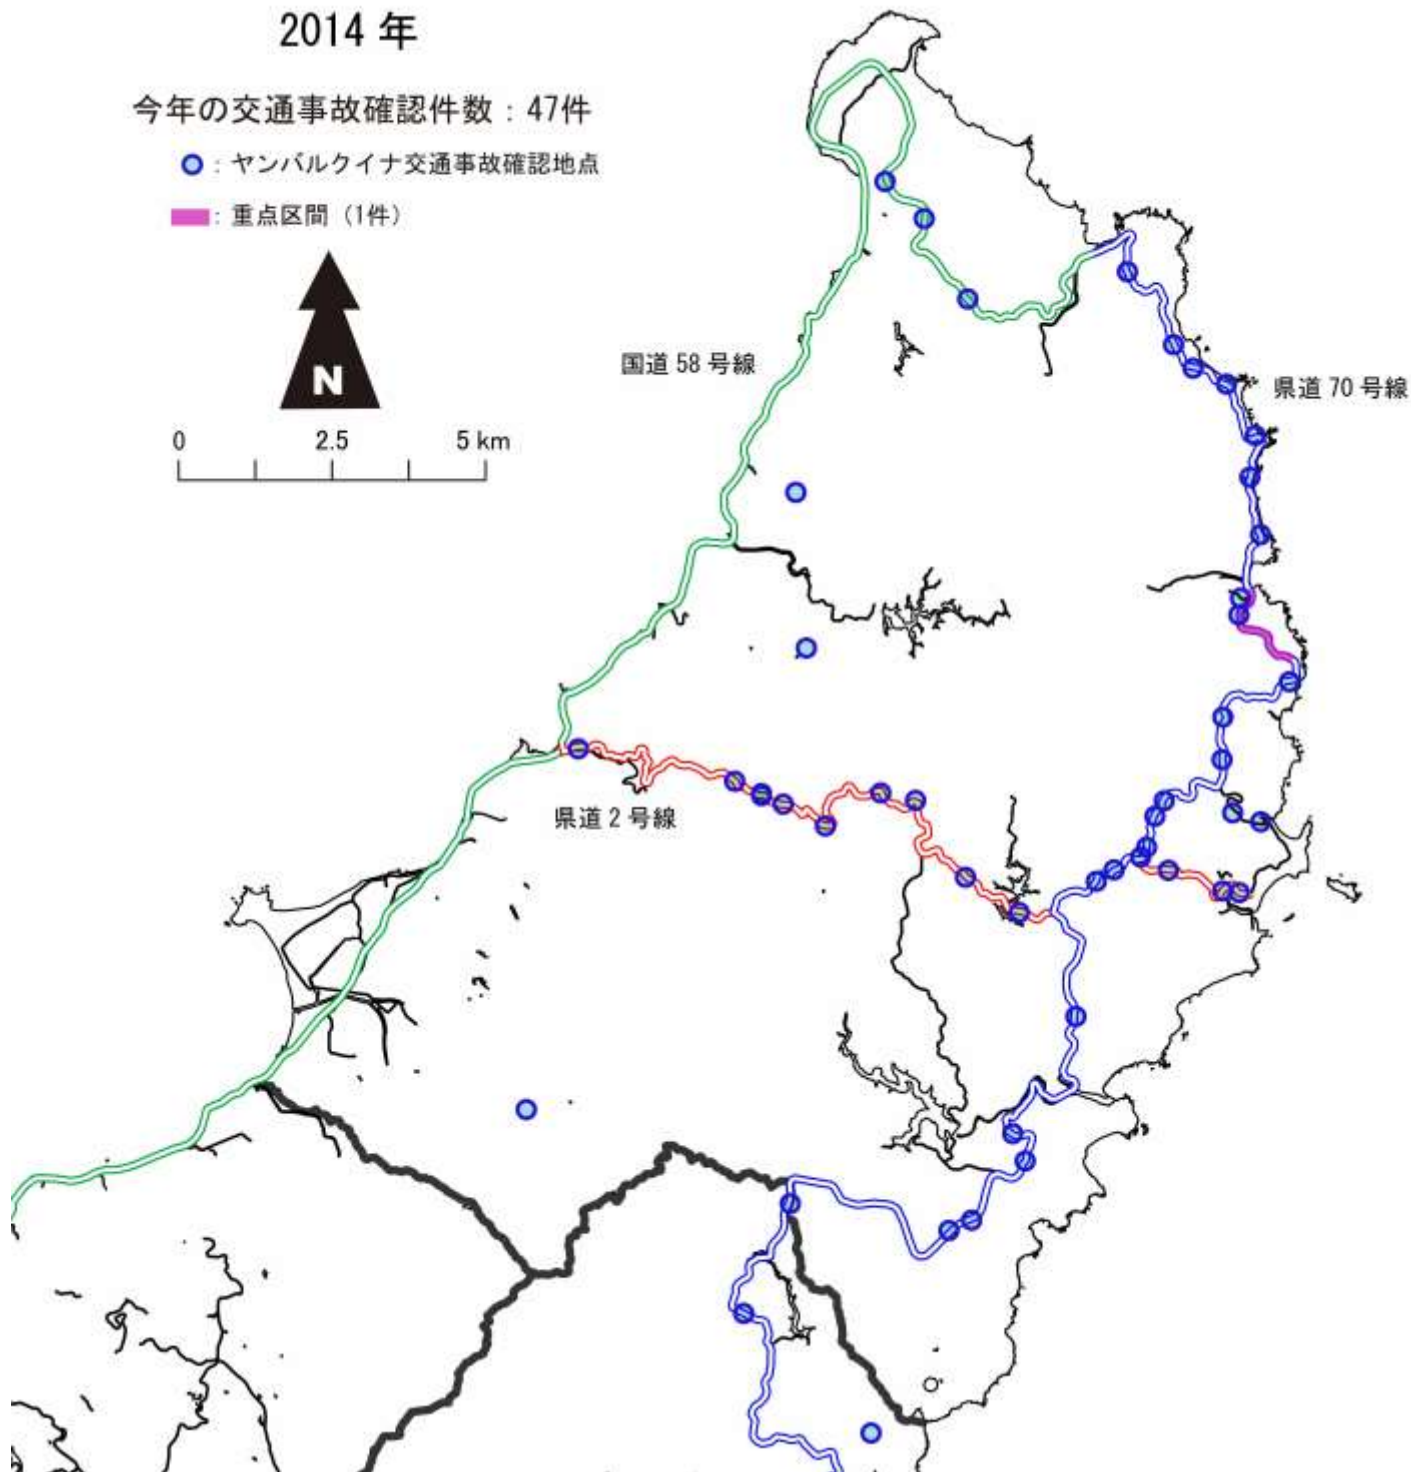 2014 年
今年の交通事故確認件数：47件
：ヤンバルクイナ交通事故確認地点
：重点区間（1件）
N
0 2.5 5 km
国道 58 号線
県道 70 号線
県道 2 号線